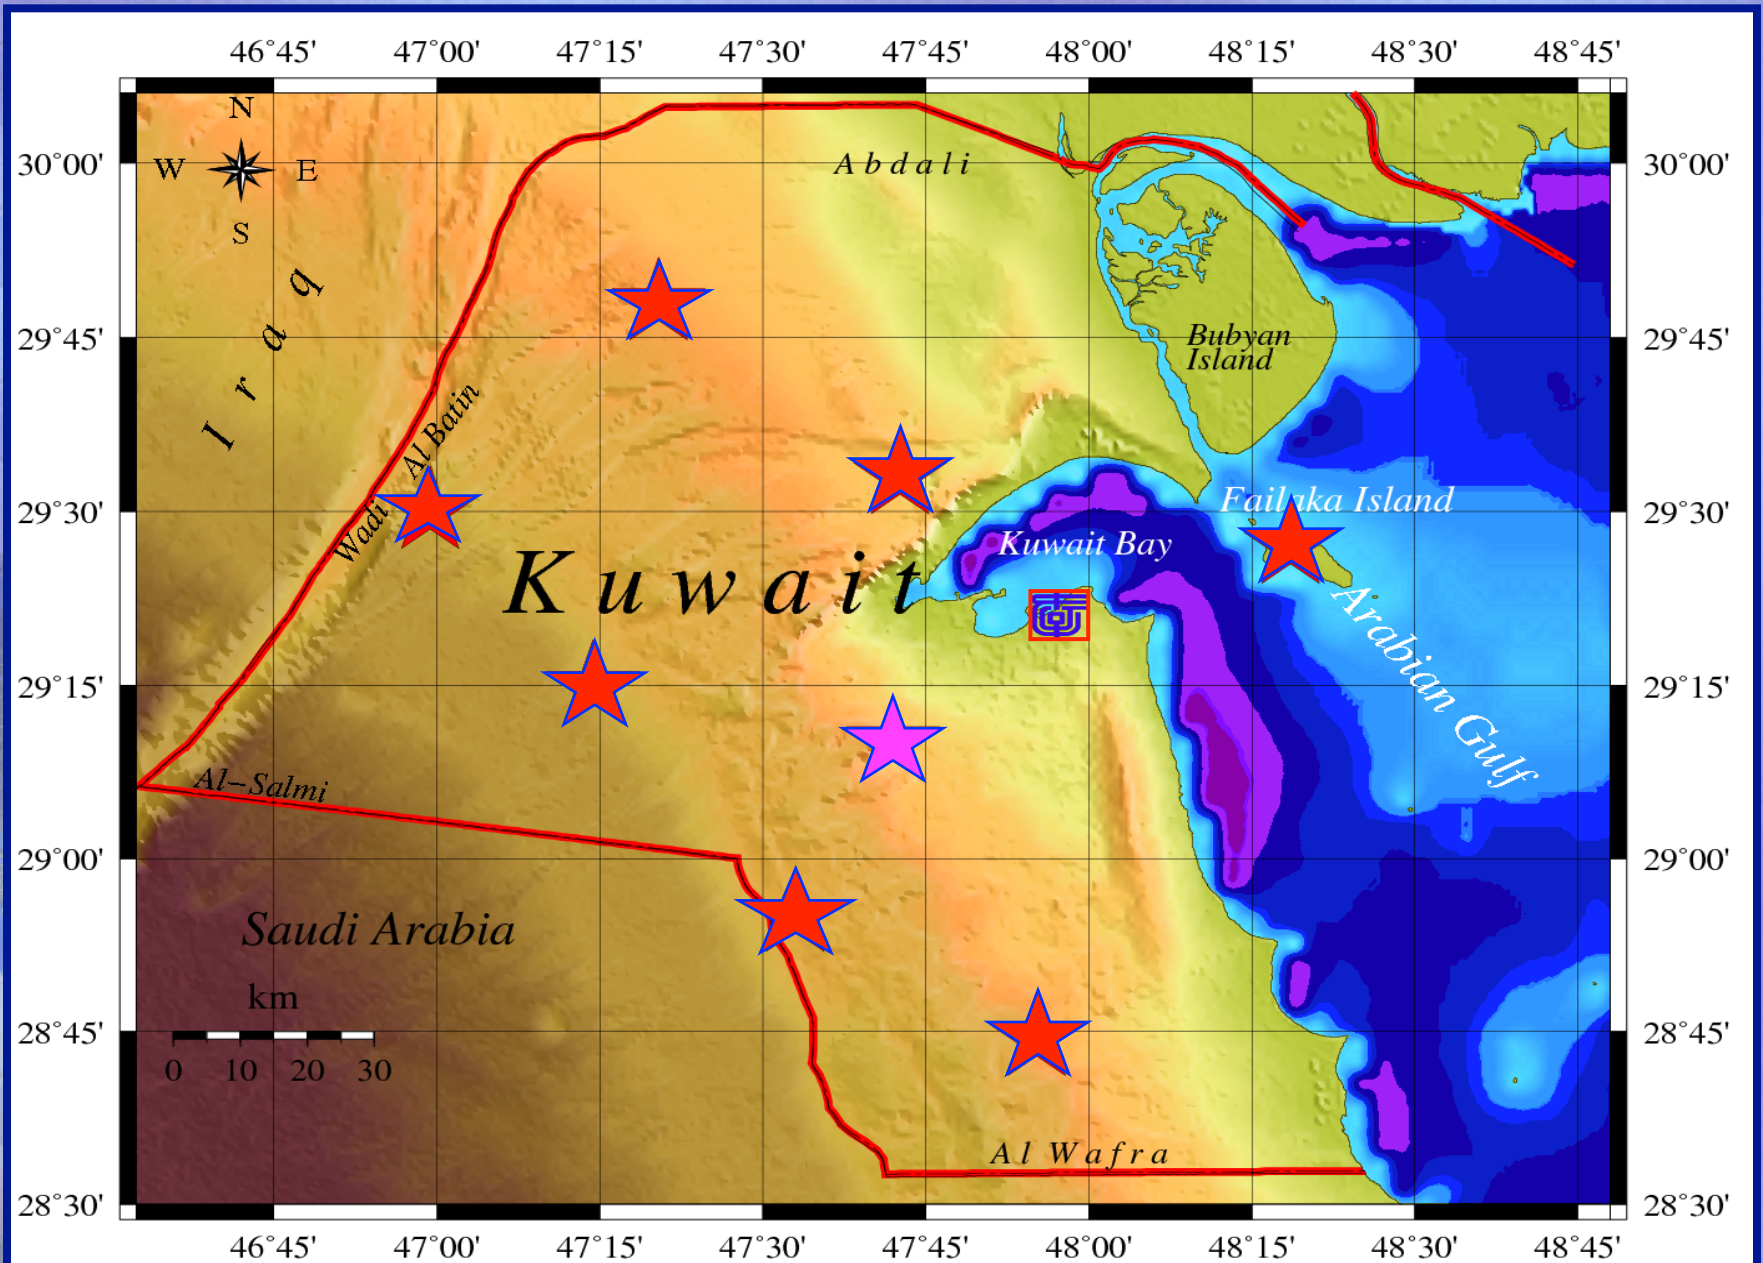 46°45' 47°00' 47°15' 47°30' 47°45' 48°00' 48°15' 48°30' 48°45'
N
W E
S
30°00' 30°00'
Abdali
Iraq
29°45' 29°45'
Bubyan
Island
Wadi Al Batin
29°30' 29°30'
Failaka Island
Kuwait Bay
Kuwait
Arabian Gulf
29°15' 29°15'
Al-Salmi
29°00' 29°00'
Saudi Arabia
km
28°45' 28°45'
0 10 20 30
Al Wafra
28°30' 28°30'
46°45' 47°00' 47°15' 47°30' 47°45' 48°00' 48°15' 48°30' 48°45'